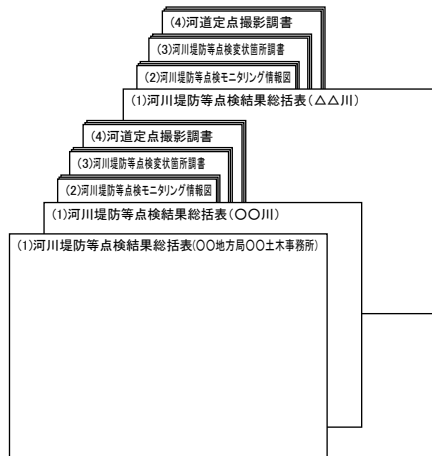 (4)河道定点撮影調書
(3)河川堤防等点検変状箇所調書
(2)河川堤防等点検モニタリング情報図
(1)河川堤防等点検結果総括表(△△川)
(4)河道定点撮影調書
(3)河川堤防等点検変状箇所調書
(2)河川堤防等点検モニタリング情報図
(1)河川堤防等点検結果総括表(〇〇川)
(1)河川堤防等点検結果総括表(〇〇地方局〇〇土木事務所)